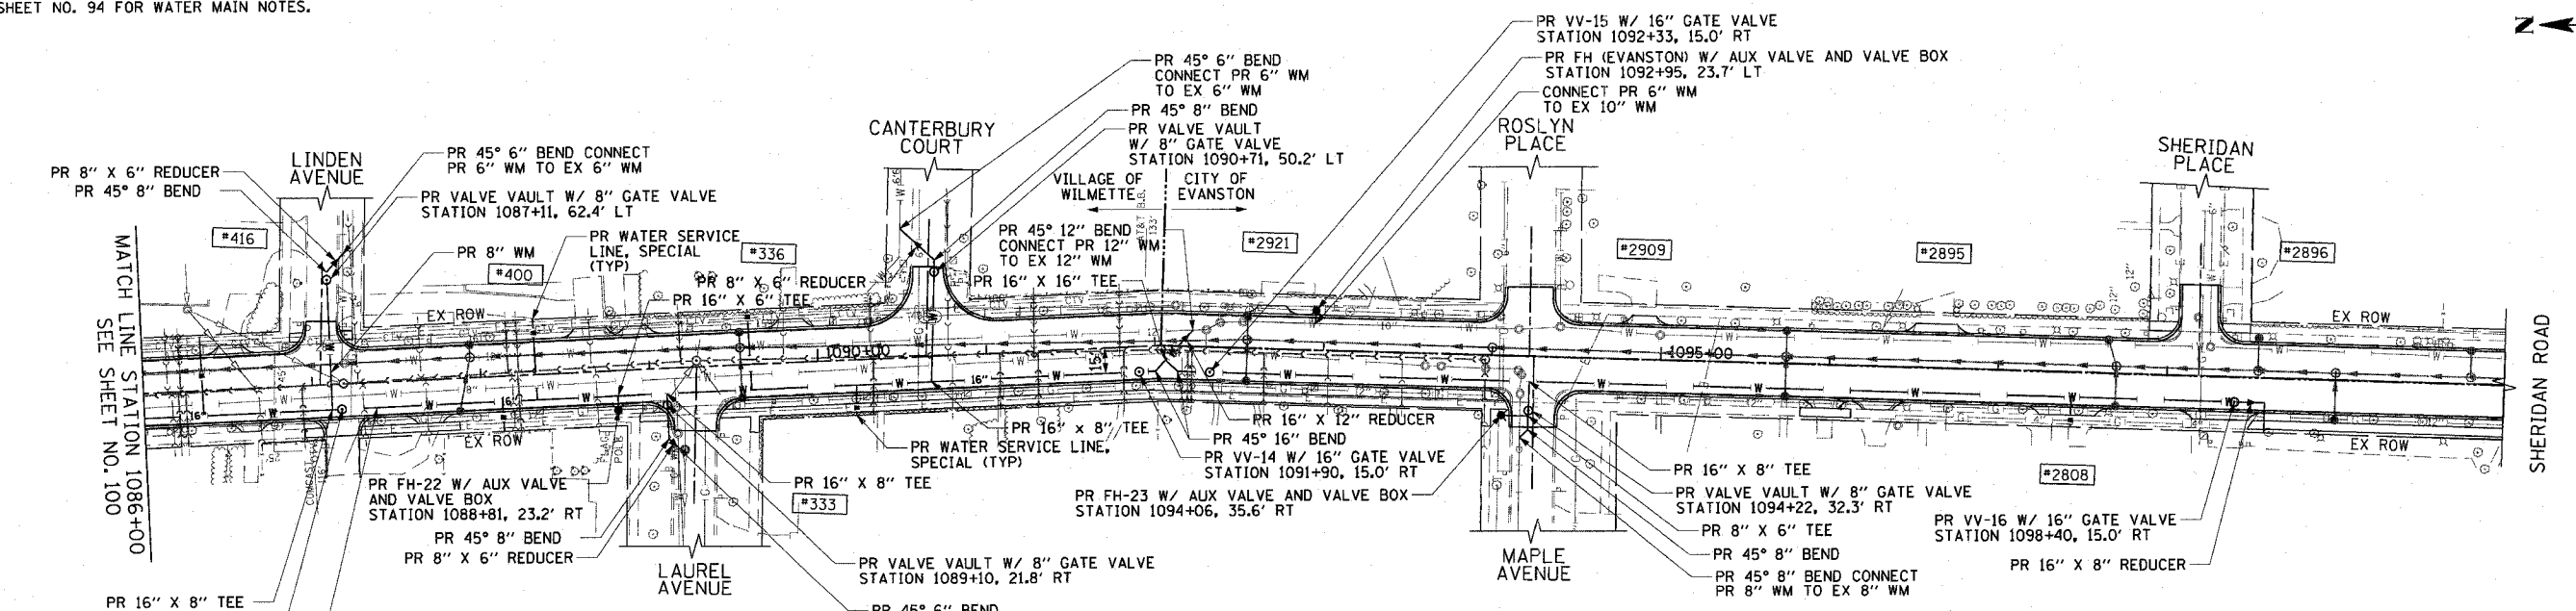 SHEET NO. 94 FOR WATER MAIN NOTES.
N
PR VV-15 W/ 16" GATE VALVE
STATION 1092+33, 15.0' RT
PR FH (EVANSTON) W/ AUX VALVE AND VALVE BOX
STATION 1092+95, 23.7' LT
CONNECT PR 6" WM
TO EX 10" WM
PR 45° 6" BEND
CONNECT PR 6" WM
TO EX 6" WM
PR 45° 8" BEND
PR VALVE VAULT
W/ 8" GATE VALVE
STATION 1090+71, 50.2' LT
CANTERBURY
COURT
ROSLYN
PLACE
SHERIDAN
PLACE
LINDEN
AVENUE
PR 8" X 6" REDUCER
PR 45° 8" BEND
PR 45° 6" BEND CONNECT
PR 6" WM TO EX 6" WM
PR VALVE VAULT W/ 8" GATE VALVE
STATION 1087+11, 62.4' LT
VILLAGE OF
WILMETTE
CITY OF
EVANSTON
AT&T B.B.
133'
#416
PR 8" WM
#400
PR WATER SERVICE
LINE, SPECIAL
(TYP)
#336
PR 8" X 6" REDUCER
PR 16" X 6" TEE
PR 45° 12" BEND
CONNECT PR 12" WM
TO EX 12" WM
PR 16" X 16" TEE
#2921
#2909
#2895
#2896
MATCH LINE STATION 1086+00
SEE SHEET NO. 100
EX ROW
EX ROW
1090+00
1095+00
15'
16"
16"
16"
8"
SHERIDAN ROAD
EX ROW
EX ROW
COMCAST
FLAG
POLE
PR FH-22 W/ AUX VALVE
AND VALVE BOX
STATION 1088+81, 23.2' RT
PR 45° 8" BEND
PR 8" X 6" REDUCER
LAUREL
AVENUE
PR 16" X 8" TEE
#333
PR WATER SERVICE LINE,
SPECIAL (TYP)
PR 16" X 8" TEE
PR 16" X 12" REDUCER
PR 45° 16" BEND
PR VV-14 W/ 16" GATE VALVE
STATION 1091+90, 15.0' RT
PR FH-23 W/ AUX VALVE AND VALVE BOX
STATION 1094+06, 35.6' RT
PR VALVE VAULT W/ 8" GATE VALVE
STATION 1089+10, 21.8' RT
PR 45° 6" BEND
PR 16" X 8" TEE
MAPLE
AVENUE
PR 16" X 8" TEE
PR VALVE VAULT W/ 8" GATE VALVE
STATION 1094+22, 32.3' RT
PR 8" X 6" TEE
PR 45° 8" BEND
PR 45° 8" BEND CONNECT
PR 8" WM TO EX 8" WM
#2808
PR VV-16 W/ 16" GATE VALVE
STATION 1098+40, 15.0' RT
PR 16" X 8" REDUCER